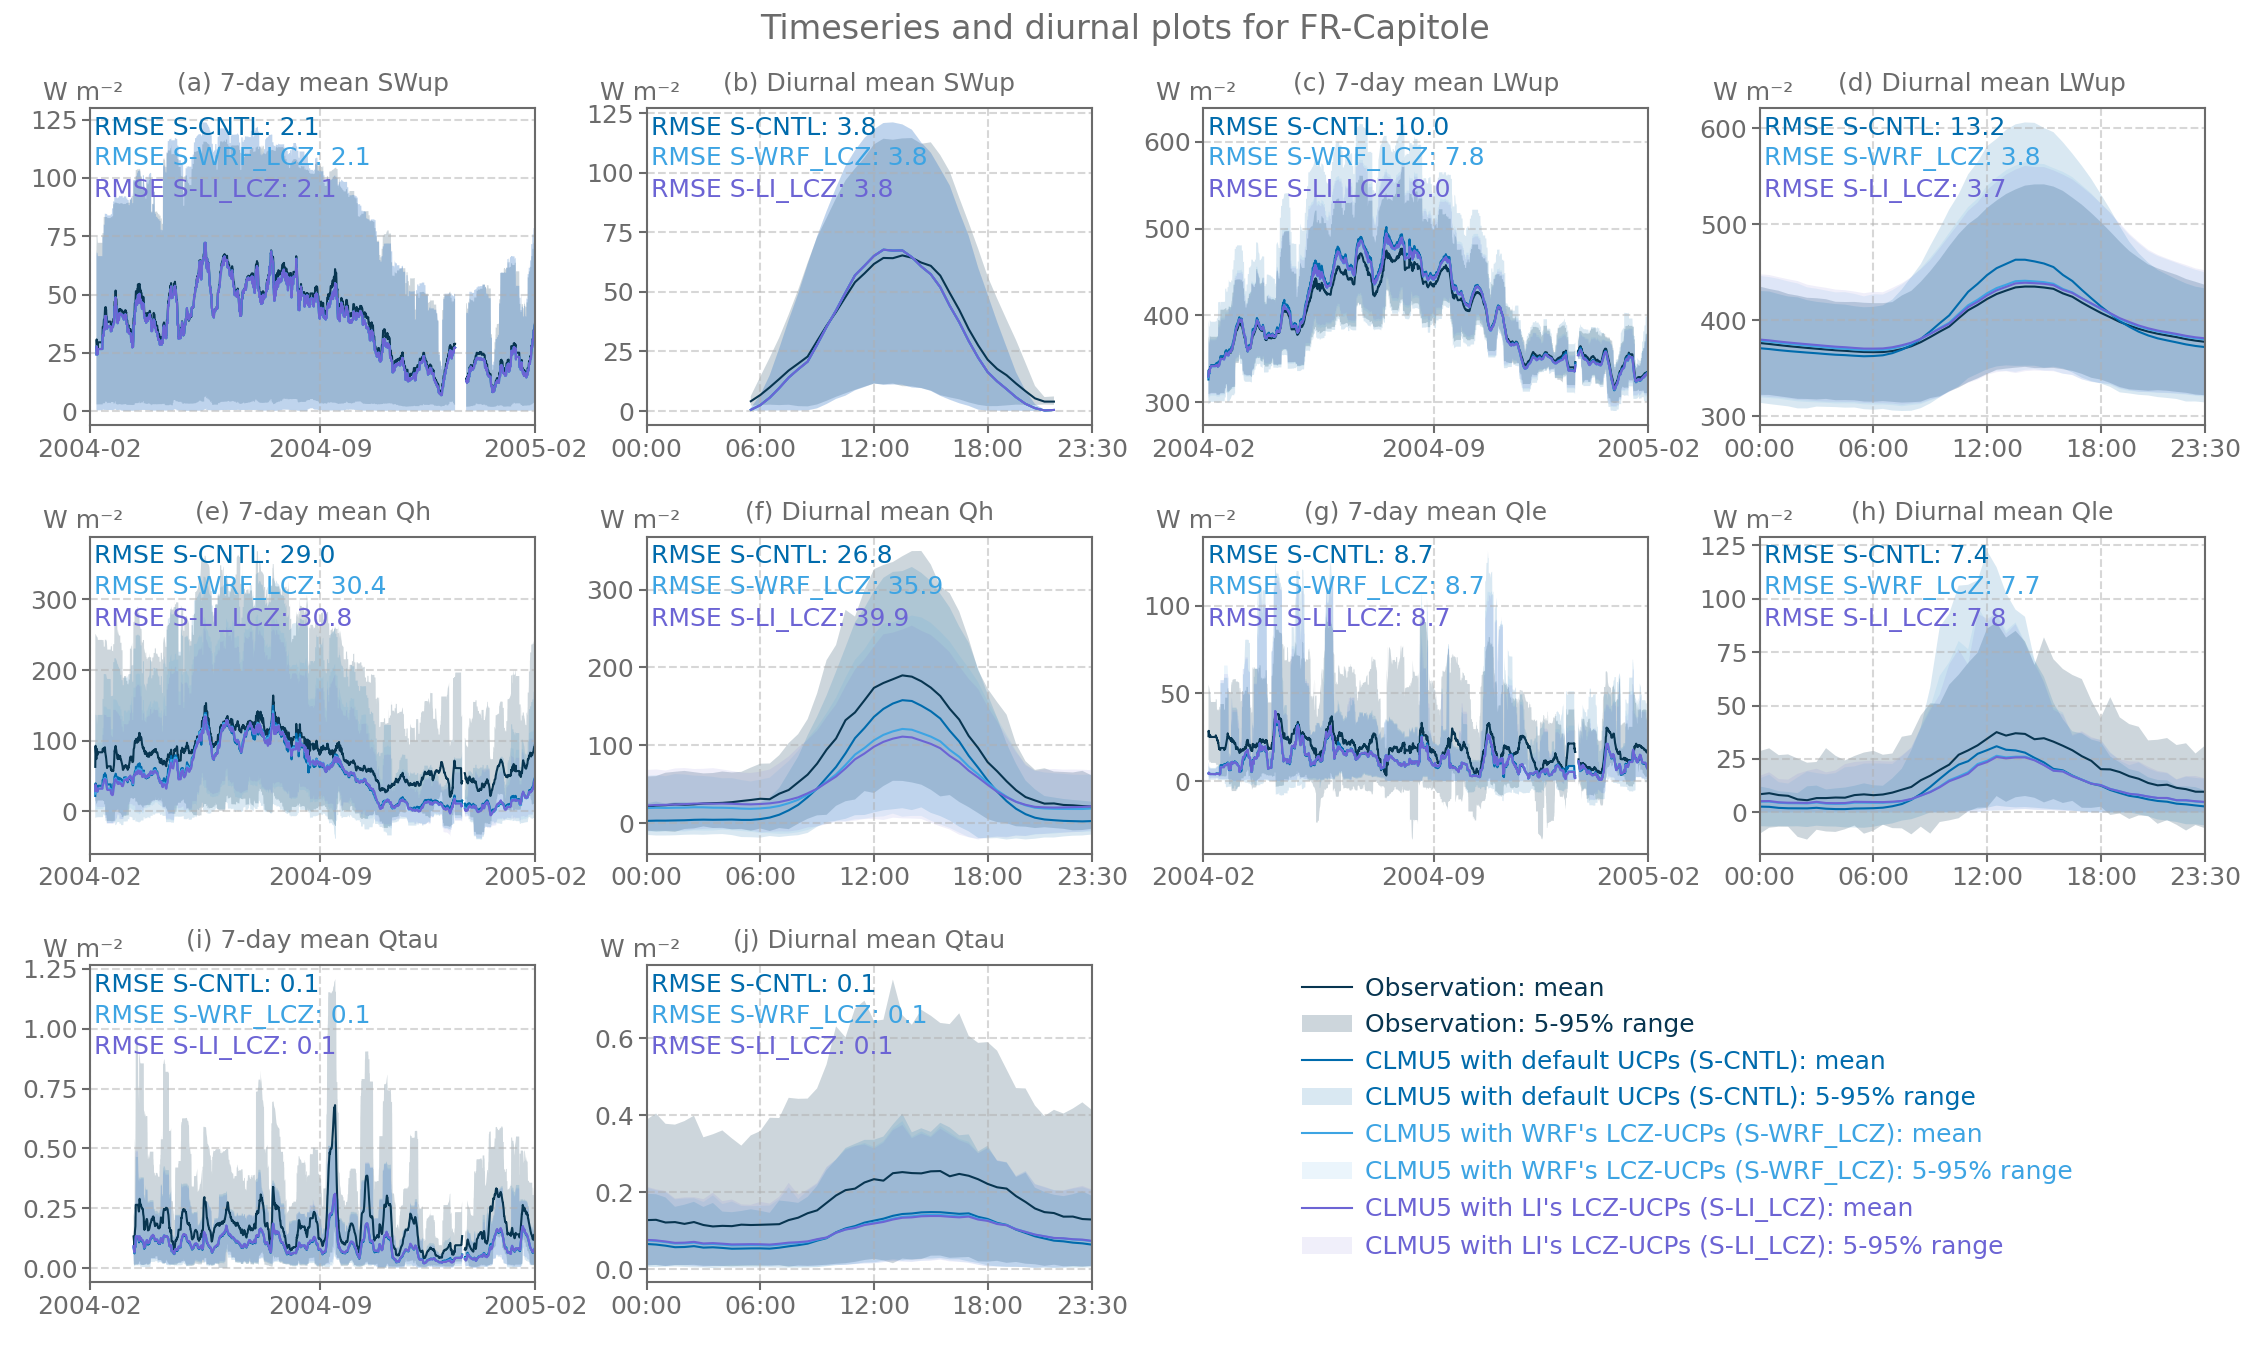 Timeseries and diurnal plots for FR-Capitole
W m⁻²
(a) 7-day mean SWup
RMSE S-CNTL: 2.1
RMSE S-WRF_LCZ: 2.1
RMSE S-LI_LCZ: 2.1
125
100
75
50
25
0
2004-02 2004-09 2005-02
W m⁻²
(b) Diurnal mean SWup
RMSE S-CNTL: 3.8
RMSE S-WRF_LCZ: 3.8
RMSE S-LI_LCZ: 3.8
125
100
75
50
25
0
00:00 06:00 12:00 18:00 23:30
W m⁻²
(c) 7-day mean LWup
RMSE S-CNTL: 10.0
RMSE S-WRF_LCZ: 7.8
RMSE S-LI_LCZ: 8.0
600
500
400
300
2004-02 2004-09 2005-02
W m⁻²
(d) Diurnal mean LWup
RMSE S-CNTL: 13.2
RMSE S-WRF_LCZ: 3.8
RMSE S-LI_LCZ: 3.7
600
500
400
300
00:00 06:00 12:00 18:00 23:30
W m⁻²
(e) 7-day mean Qh
RMSE S-CNTL: 29.0
RMSE S-WRF_LCZ: 30.4
RMSE S-LI_LCZ: 30.8
300
200
100
0
2004-02 2004-09 2005-02
W m⁻²
(f) Diurnal mean Qh
RMSE S-CNTL: 26.8
RMSE S-WRF_LCZ: 35.9
RMSE S-LI_LCZ: 39.9
300
200
100
0
00:00 06:00 12:00 18:00 23:30
W m⁻²
(g) 7-day mean Qle
RMSE S-CNTL: 8.7
RMSE S-WRF_LCZ: 8.7
RMSE S-LI_LCZ: 8.7
100
50
0
2004-02 2004-09 2005-02
W m⁻²
(h) Diurnal mean Qle
RMSE S-CNTL: 7.4
RMSE S-WRF_LCZ: 7.7
RMSE S-LI_LCZ: 7.8
125
100
75
50
25
0
00:00 06:00 12:00 18:00 23:30
W m⁻²
(i) 7-day mean Qtau
RMSE S-CNTL: 0.1
RMSE S-WRF_LCZ: 0.1
RMSE S-LI_LCZ: 0.1
1.25
1.00
0.75
0.50
0.25
0.00
2004-02 2004-09 2005-02
W m⁻²
(j) Diurnal mean Qtau
RMSE S-CNTL: 0.1
RMSE S-WRF_LCZ: 0.1
RMSE S-LI_LCZ: 0.1
0.6
0.4
0.2
0.0
00:00 06:00 12:00 18:00 23:30
Observation: mean
Observation: 5-95% range
CLMU5 with default UCPs (S-CNTL): mean
CLMU5 with default UCPs (S-CNTL): 5-95% range
CLMU5 with WRF's LCZ-UCPs (S-WRF_LCZ): mean
CLMU5 with WRF's LCZ-UCPs (S-WRF_LCZ): 5-95% range
CLMU5 with LI's LCZ-UCPs (S-LI_LCZ): mean
CLMU5 with LI's LCZ-UCPs (S-LI_LCZ): 5-95% range